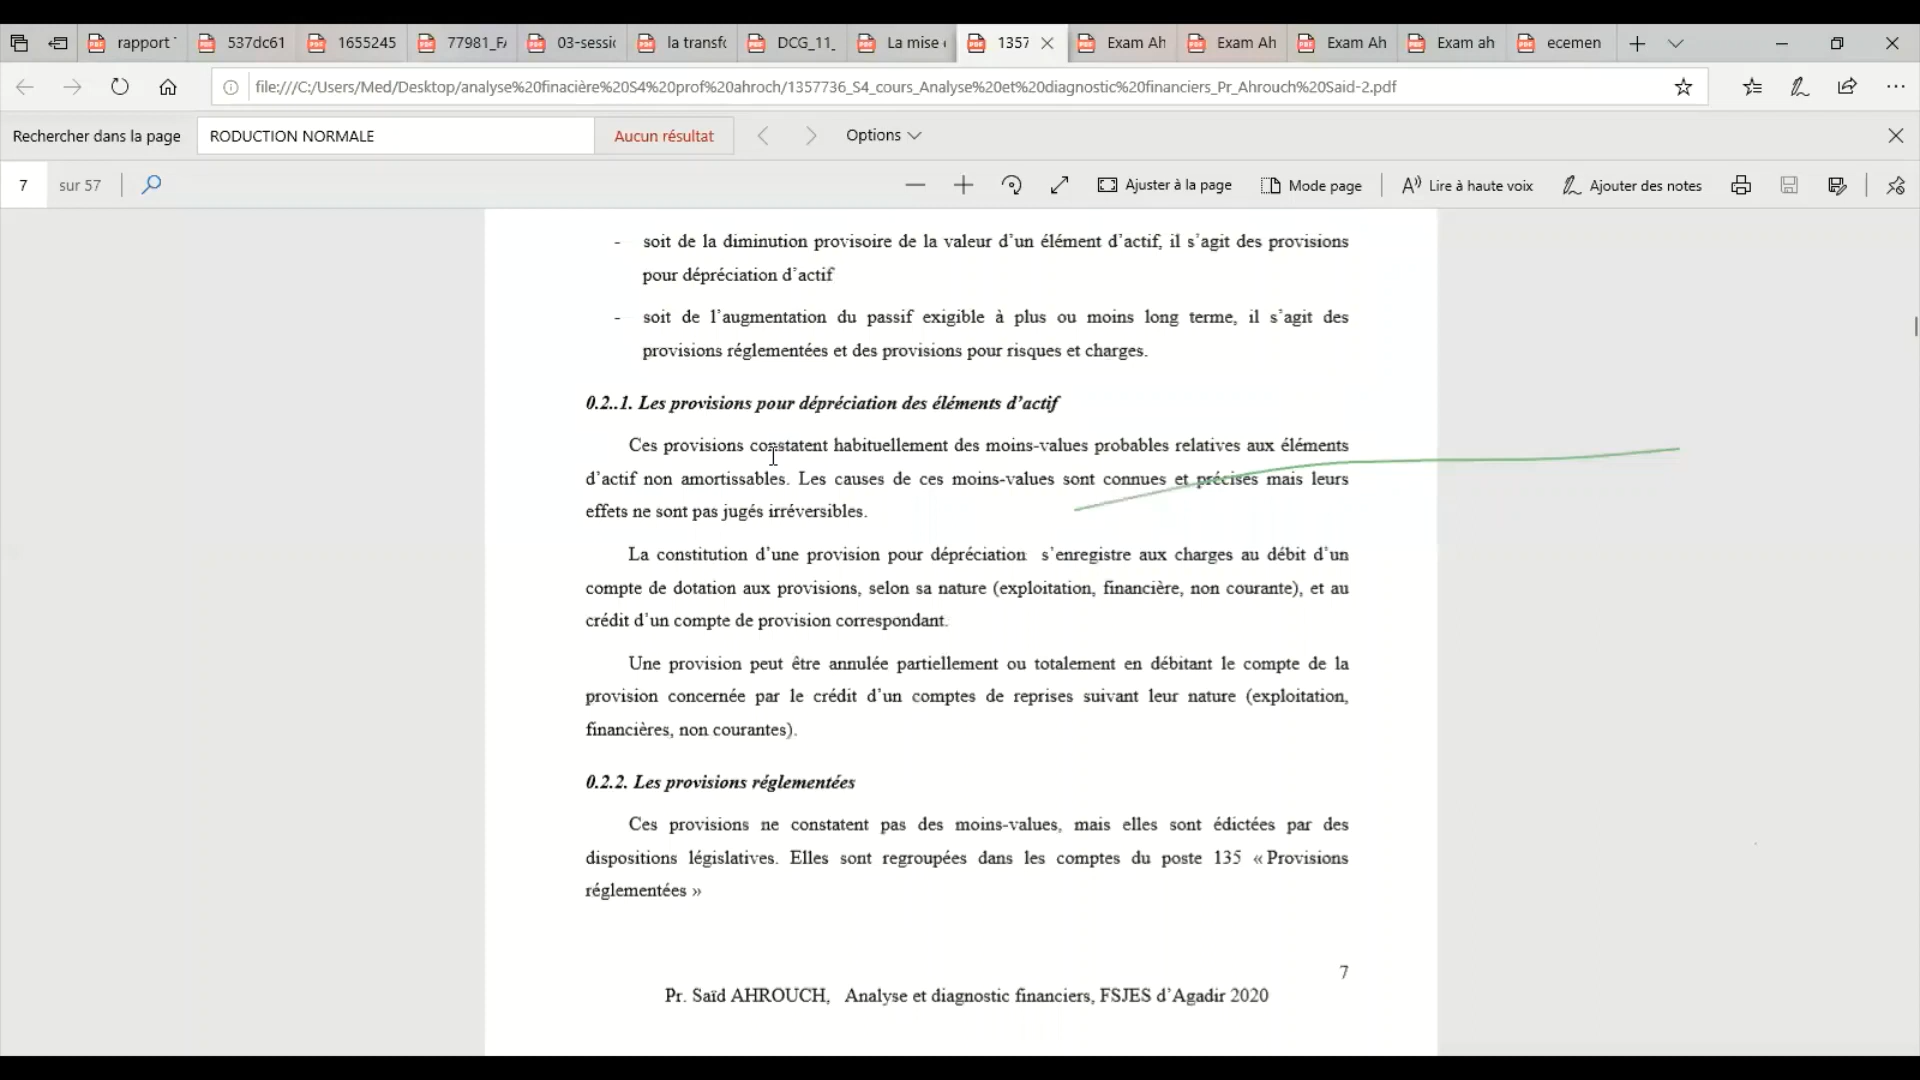 rapport
537dc61
1655245
77981_F
03-sessi
la transf
DCG_11_
La mise
1357
Exam Ah
Exam Ah
Exam Ah
Exam ah
ecemen
file:///C:/Users/Med/Desktop/analyse%20finacière%20S4%20prof%20ahroch/1357736_S4_cours_Analyse%20et%20diagnostic%20financiers_Pr_Ahrouch%20Said-2.pdf
Rechercher dans la page
RODUCTION NORMALE
Aucun résultat
Options
7 sur 57
Ajuster à la page
Mode page
Lire à haute voix
Ajouter des notes
- soit de la diminution provisoire de la valeur d’un élément d’actif, il s’agit des provisions
pour dépréciation d’actif
- soit de l’augmentation du passif exigible à plus ou moins long terme, il s’agit des
provisions réglementées et des provisions pour risques et charges.
0.2..1. Les provisions pour dépréciation des éléments d’actif
Ces provisions constatent habituellement des moins-values probables relatives aux éléments
d’actif non amortissables. Les causes de ces moins-values sont connues et précises mais leurs
effets ne sont pas jugés irréversibles.
La constitution d’une provision pour dépréciation s’enregistre aux charges au débit d’un
compte de dotation aux provisions, selon sa nature (exploitation, financière, non courante), et au
crédit d’un compte de provision correspondant.
Une provision peut être annulée partiellement ou totalement en débitant le compte de la
provision concernée par le crédit d’un comptes de reprises suivant leur nature (exploitation,
financières, non courantes).
0.2.2. Les provisions réglementées
Ces provisions ne constatent pas des moins-values, mais elles sont édictées par des
dispositions législatives. Elles sont regroupées dans les comptes du poste 135 « Provisions
réglementées »
7
Pr. Saïd AHROUCH, Analyse et diagnostic financiers, FSJES d’Agadir 2020